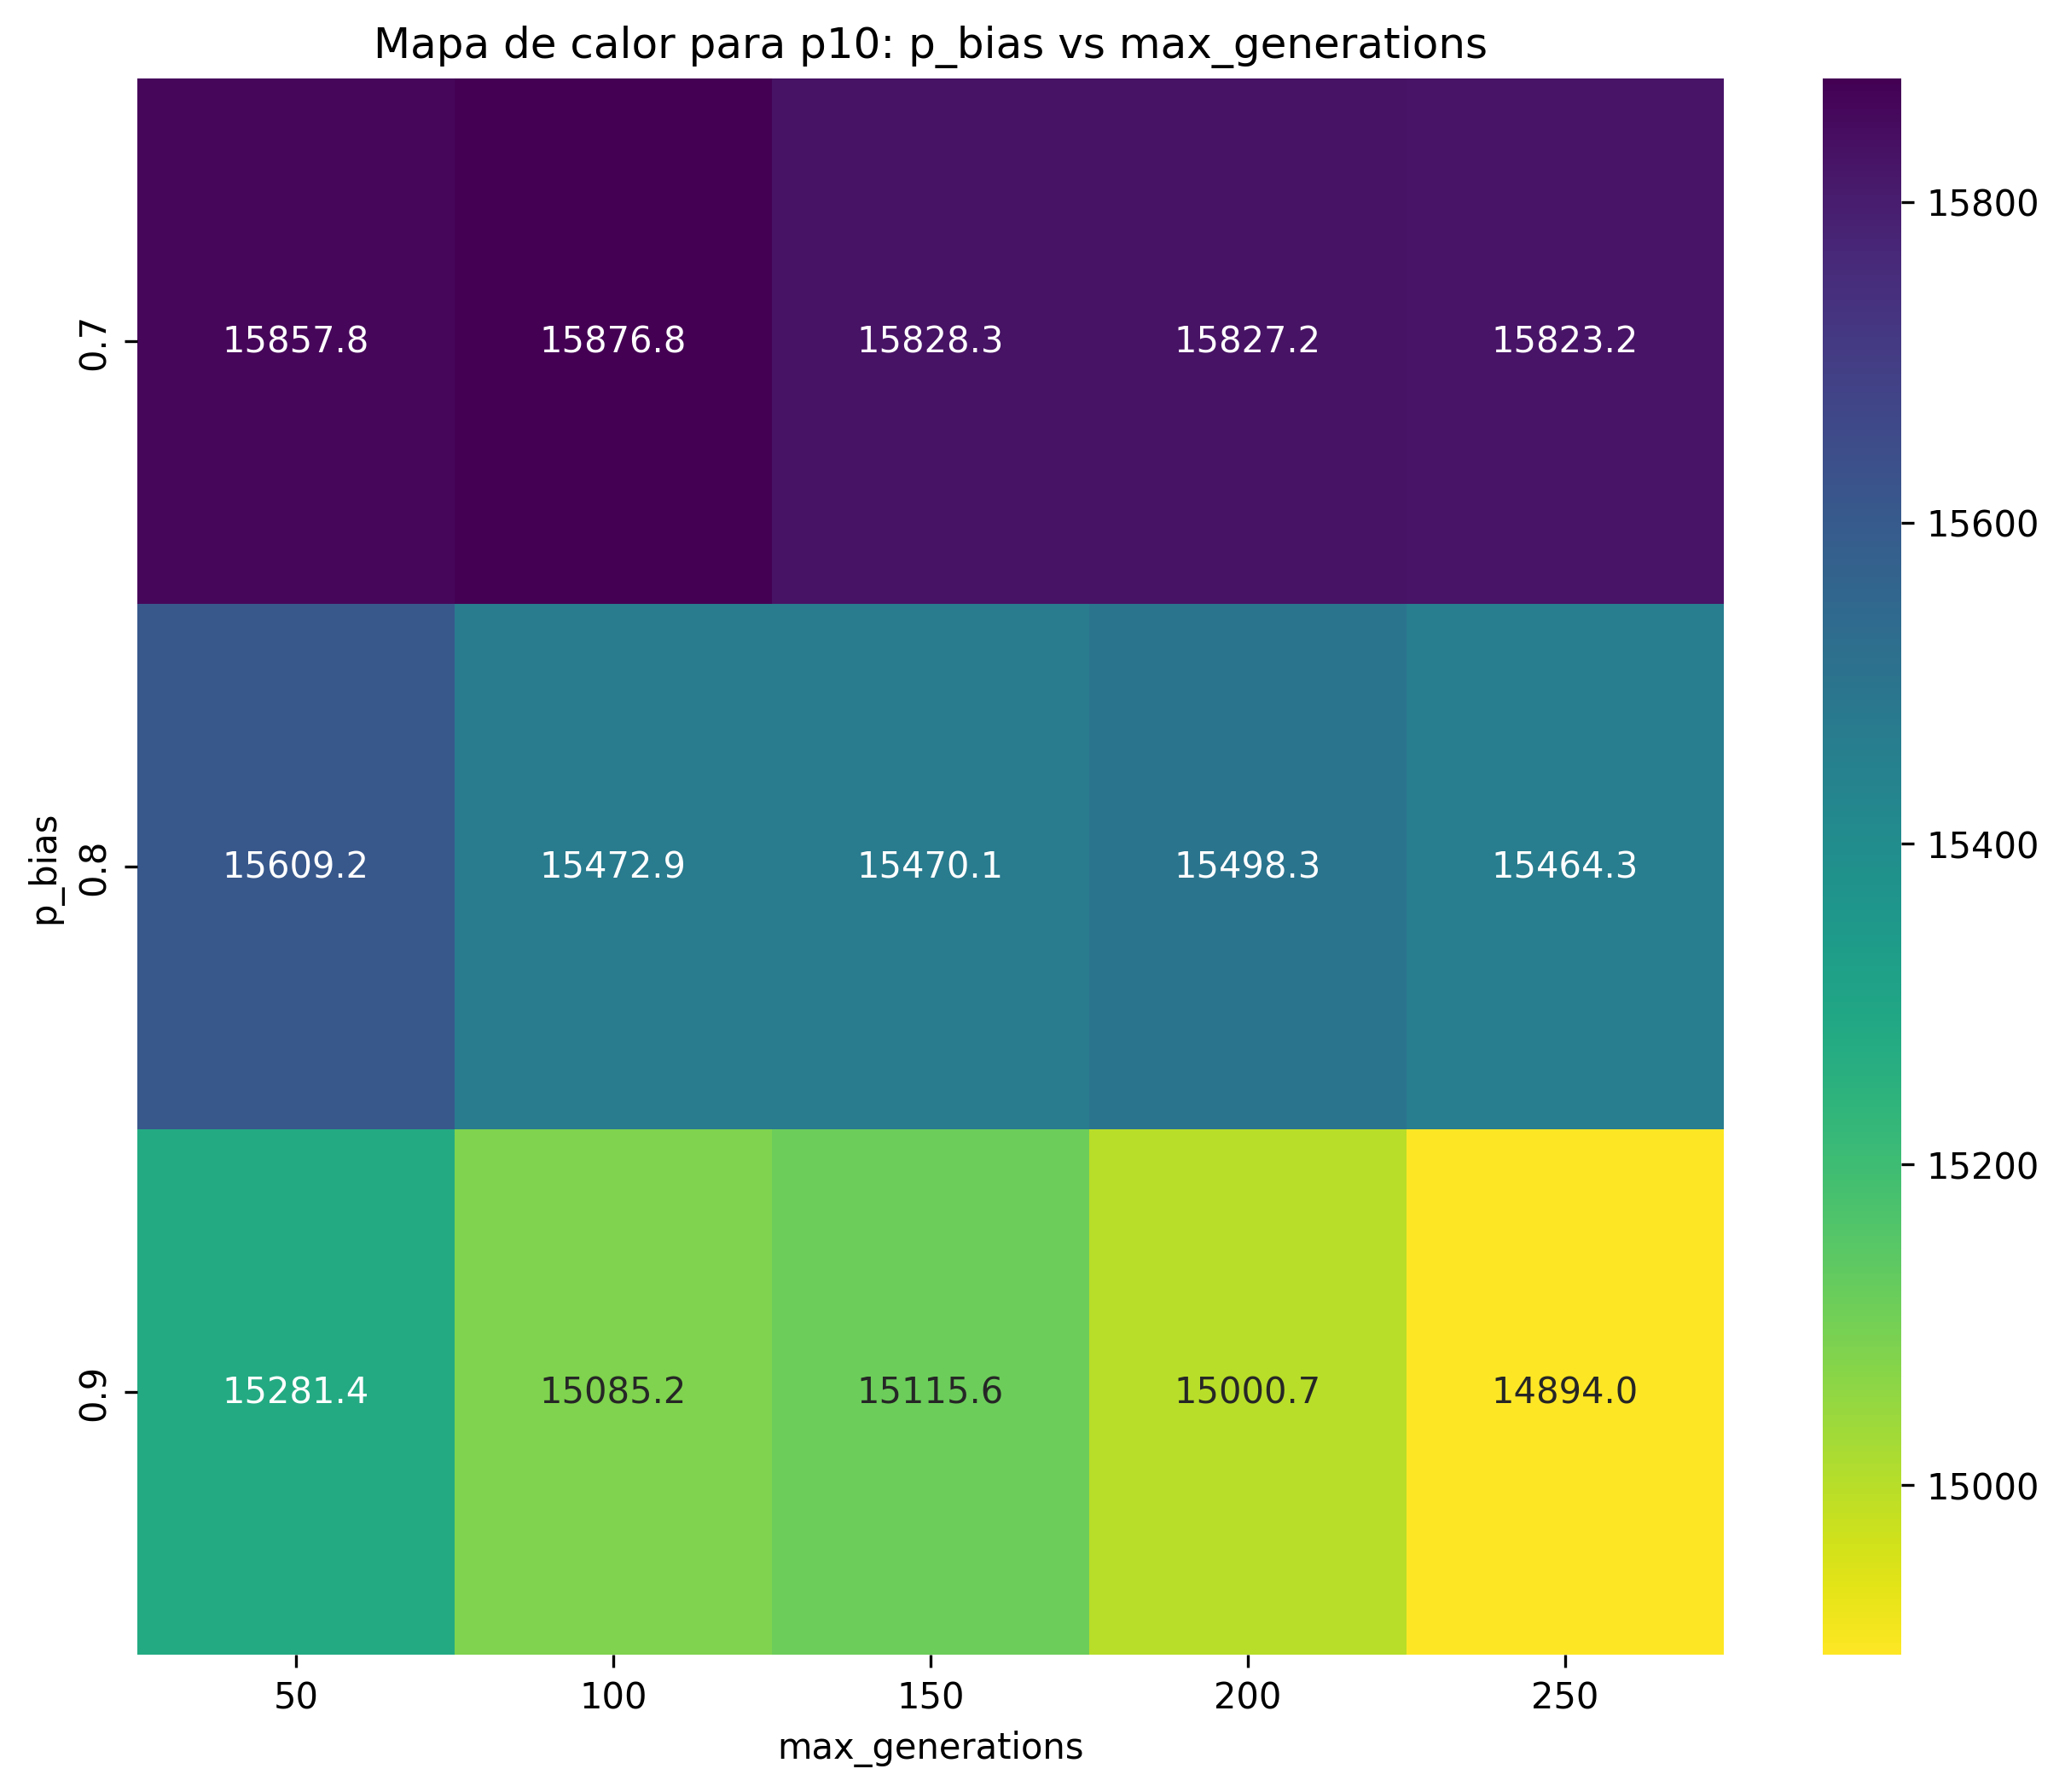 Mapa de calor para p10: p_bias vs max_generations
15800
15600
15400
15200
15000
p_bias
0.7
15857.8 15876.8 15828.3 15827.2 15823.2
0.8
15609.2 15472.9 15470.1 15498.3 15464.3
0.9
15281.4 15085.2 15115.6 15000.7 14894.0
50 100 150 200 250
max_generations